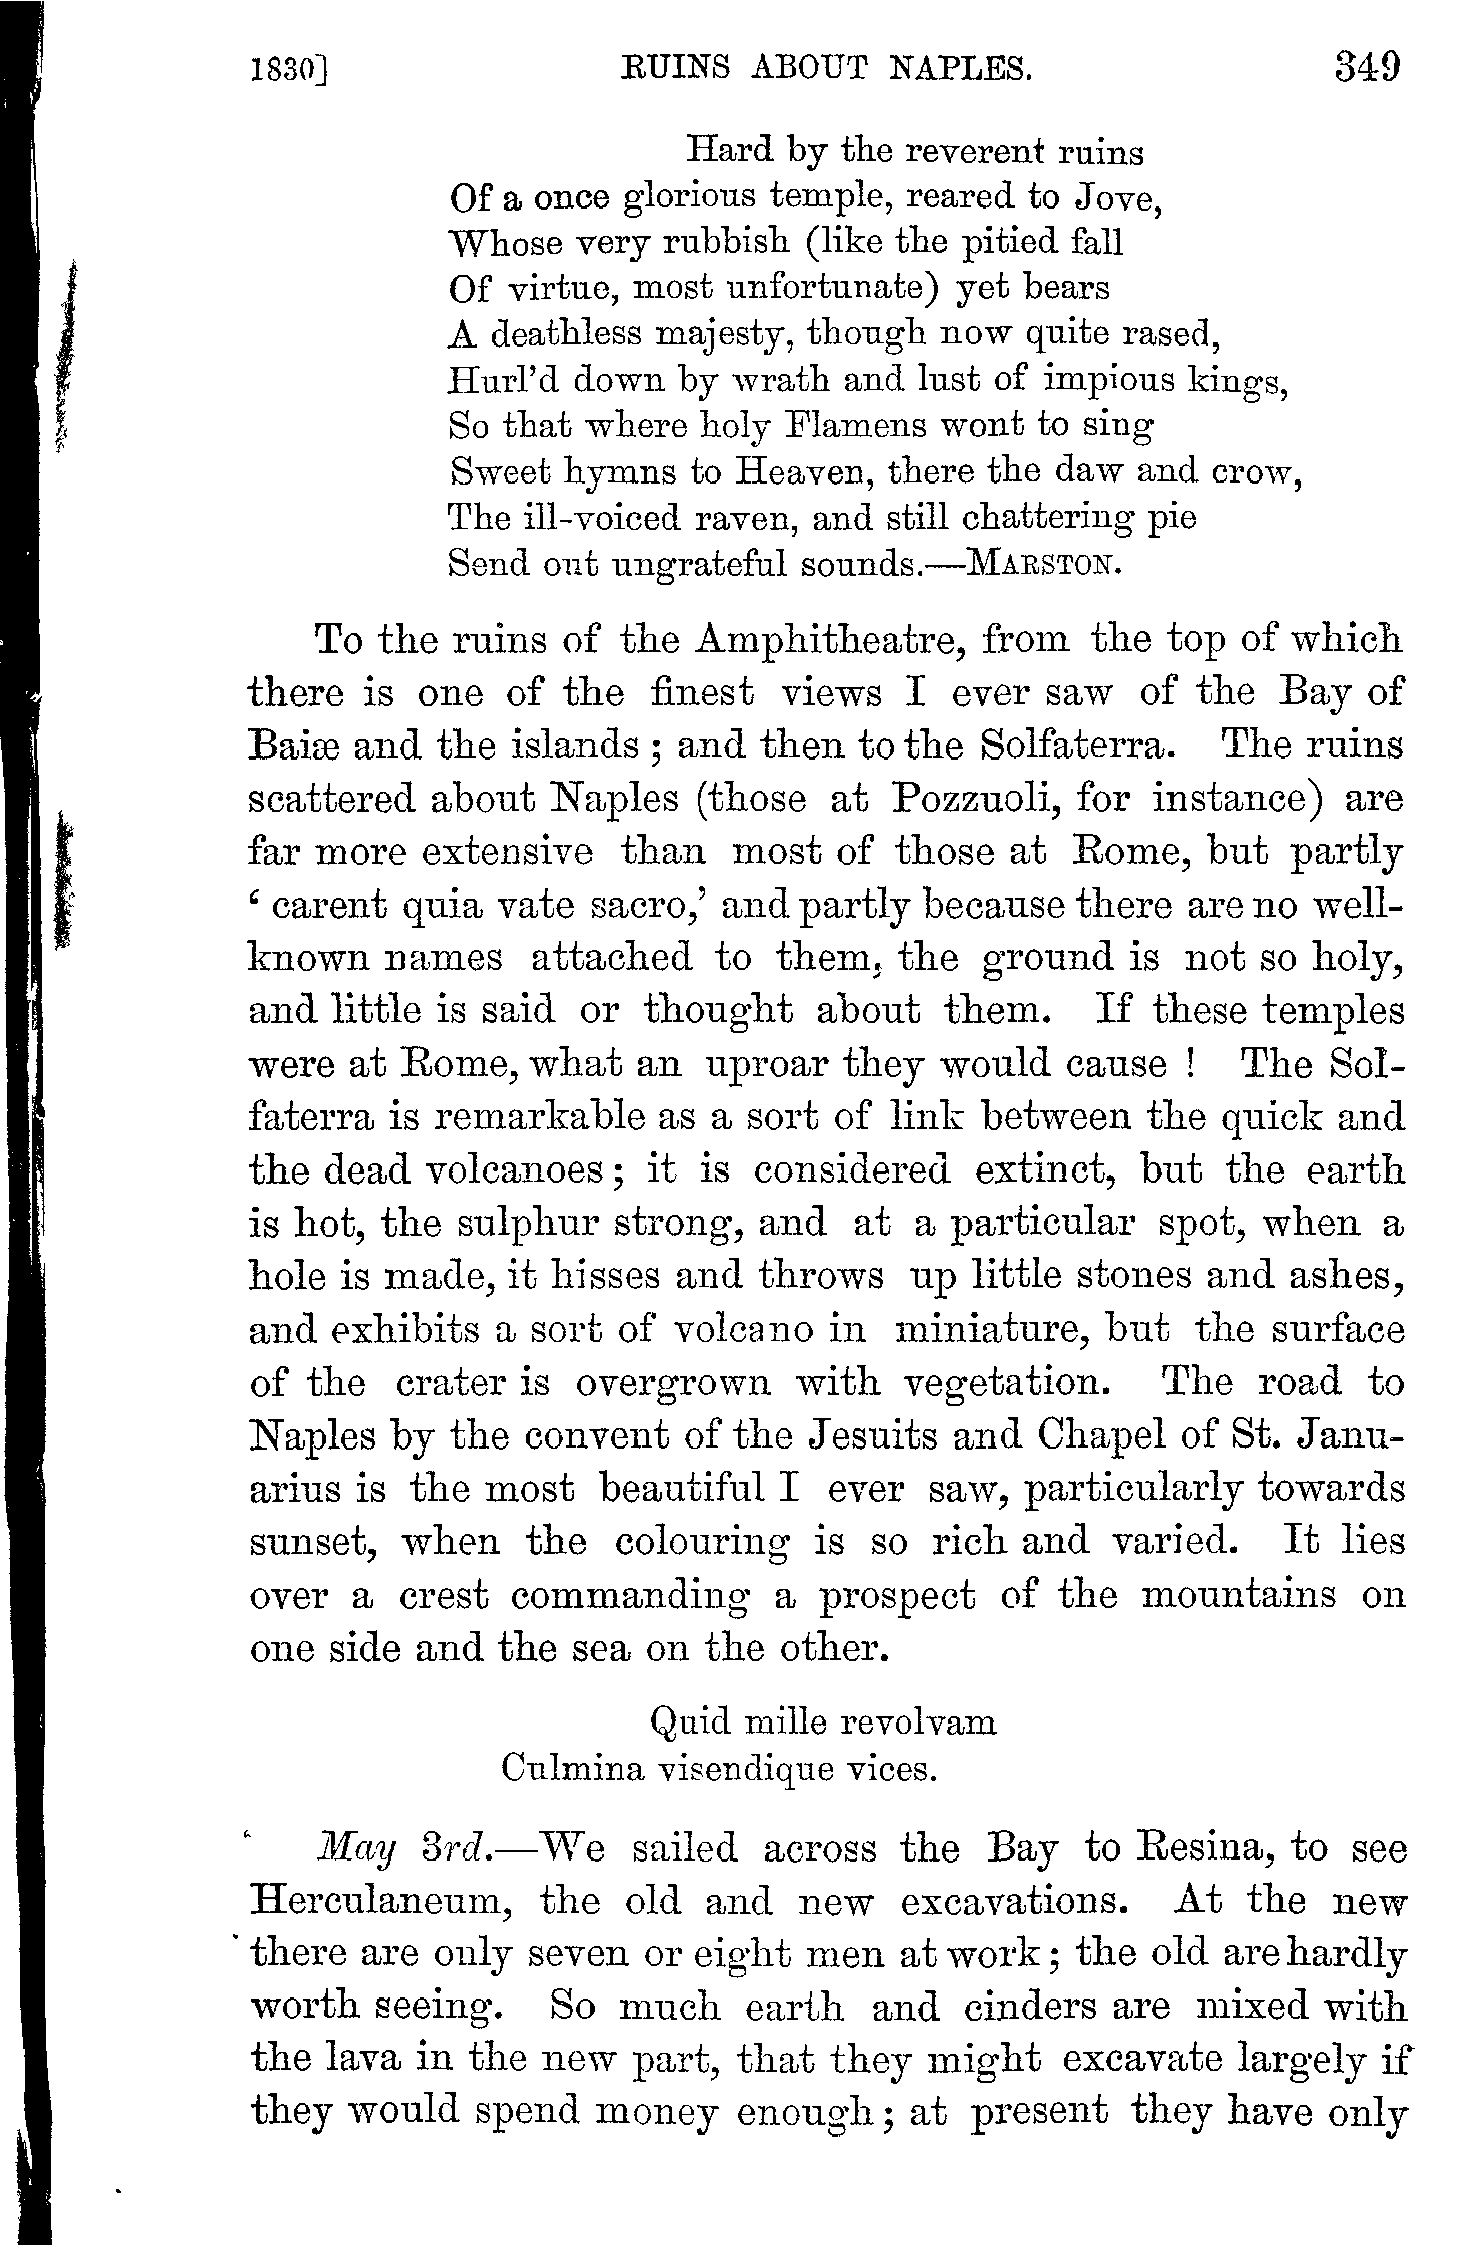 1830] RUINS ABOUT NAPLES. 349
Hard by the reverent ruins
Of a once glorious temple, reared to Jove,
Whose very rubbish (like the pitied fall
Of virtue, most unfortunate) yet bears
A deathless majesty, though now quite rased,
Hurl'd down by wrath and lust of impious kings,
So that where holy Flamens wont to sing
Sweet hymns to Heaven, there the daw and crow,
The ill-voiced raven, and still chattering pie
Send out ungrateful sounds.—MARSTON.
To the ruins of the Amphitheatre, from the top of which
there is one of the finest views I ever saw of the Bay of
Baiæ and the islands; and then to the Solfaterra. The ruins
scattered about Naples (those at Pozzuoli, for instance) are
far more extensive than most of those at Rome, but partly
'carent quia vate sacro,' and partly because there are no well-
known names attached to them, the ground is not so holy,
and little is said or thought about them. If these temples
were at Rome, what an uproar they would cause! The Sol-
faterra is remarkable as a sort of link between the quick and
the dead volcanoes; it is considered extinct, but the earth
is hot, the sulphur strong, and at a particular spot, when a
hole is made, it hisses and throws up little stones and ashes,
and exhibits a sort of volcano in miniature, but the surface
of the crater is overgrown with vegetation. The road to
Naples by the convent of the Jesuits and Chapel of St. Janu-
arius is the most beautiful I ever saw, particularly towards
sunset, when the colouring is so rich and varied. It lies
over a crest commanding a prospect of the mountains on
one side and the sea on the other.
Quid mille revolvam
Culmina visendique vices.
May 3rd.—We sailed across the Bay to Resina, to see
Herculaneum, the old and new excavations. At the new
there are only seven or eight men at work; the old are hardly
worth seeing. So much earth and cinders are mixed with
the lava in the new part, that they might excavate largely if
they would spend money enough; at present they have only